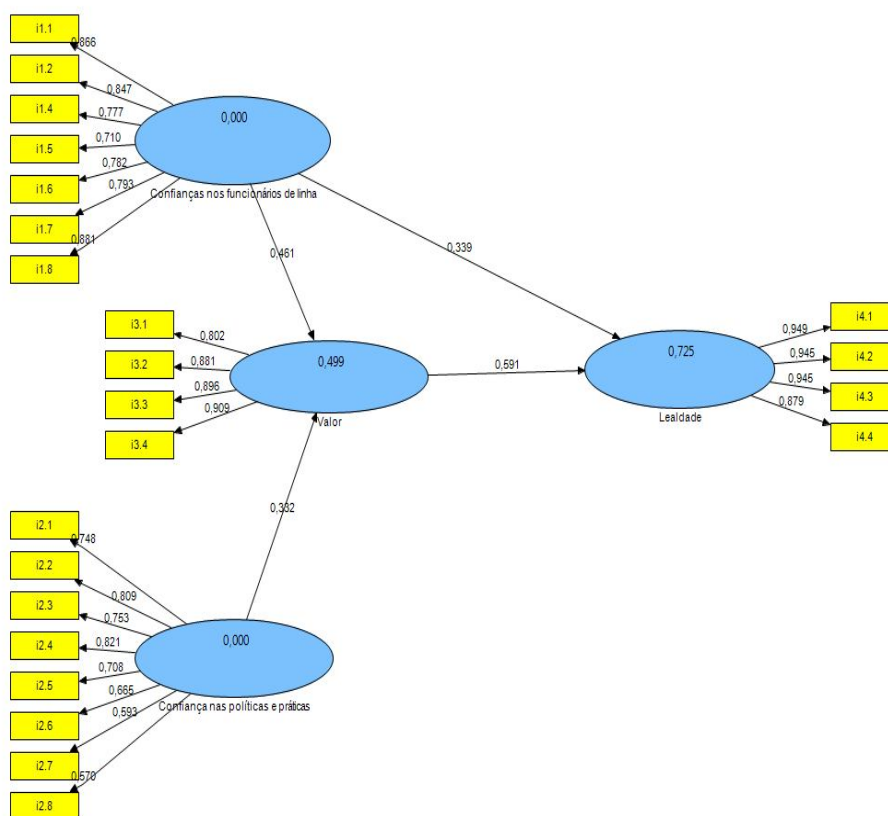 i1.1
i1.2
i1.4
i1.5
i1.6
i1.7
i1.8
0,866
0,847
0,777
0,710
0,782
0,793
0,881
0,000
Confianças nos funcionários de linha
0,461
0,339
i3.1
i3.2
i3.3
i3.4
0,802
0,881
0,896
0,909
0,499
Valor
0,591
0,725
Lealdade
0,949
0,945
0,945
0,879
i4.1
i4.2
i4.3
i4.4
0,332
i2.1
i2.2
i2.3
i2.4
i2.5
i2.6
i2.7
i2.8
0,748
0,809
0,753
0,821
0,708
0,665
0,593
0,570
0,000
Confiança nas políticas e práticas